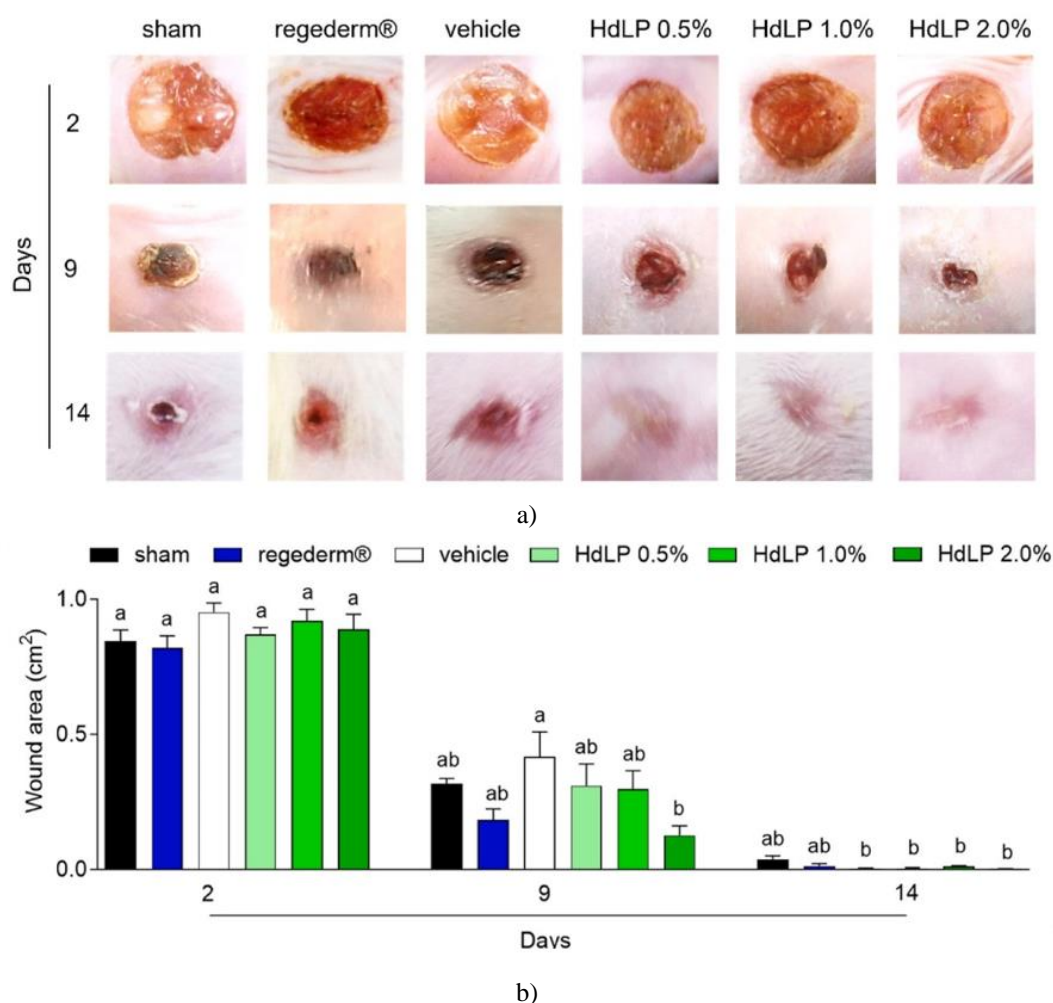 sham regederm® vehicle HdLP 0.5% HdLP 1.0% HdLP 2.0%
2
9
14
Days
a)
sham regederm® vehicle HdLP 0.5% HdLP 1.0% HdLP 2.0%
a a a a a a
ab ab a ab ab b
ab ab b b b b
1.0
0.5
0.0
Wound area (cm²)
2 9 14
Days
b)